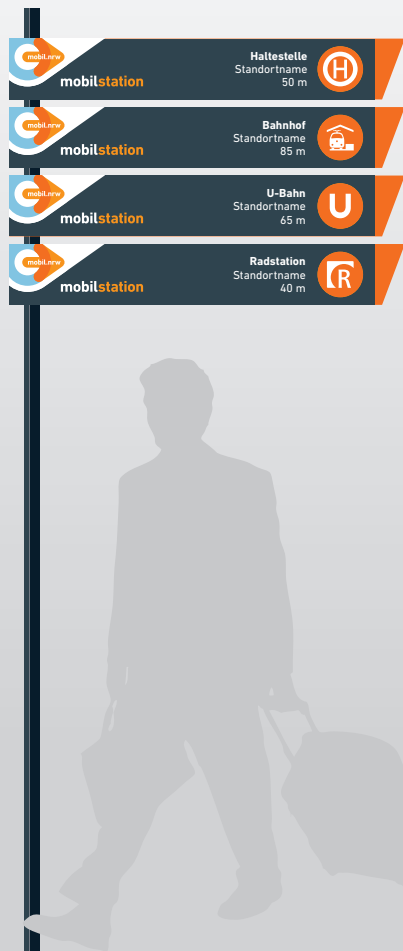 mobil.nrw
mobilstation
Haltestelle
Standortname
50 m
H
mobil.nrw
mobilstation
Bahnhof
Standortname
85 m
mobil.nrw
mobilstation
U-Bahn
Standortname
65 m
U
mobil.nrw
mobilstation
Radstation
Standortname
40 m
R